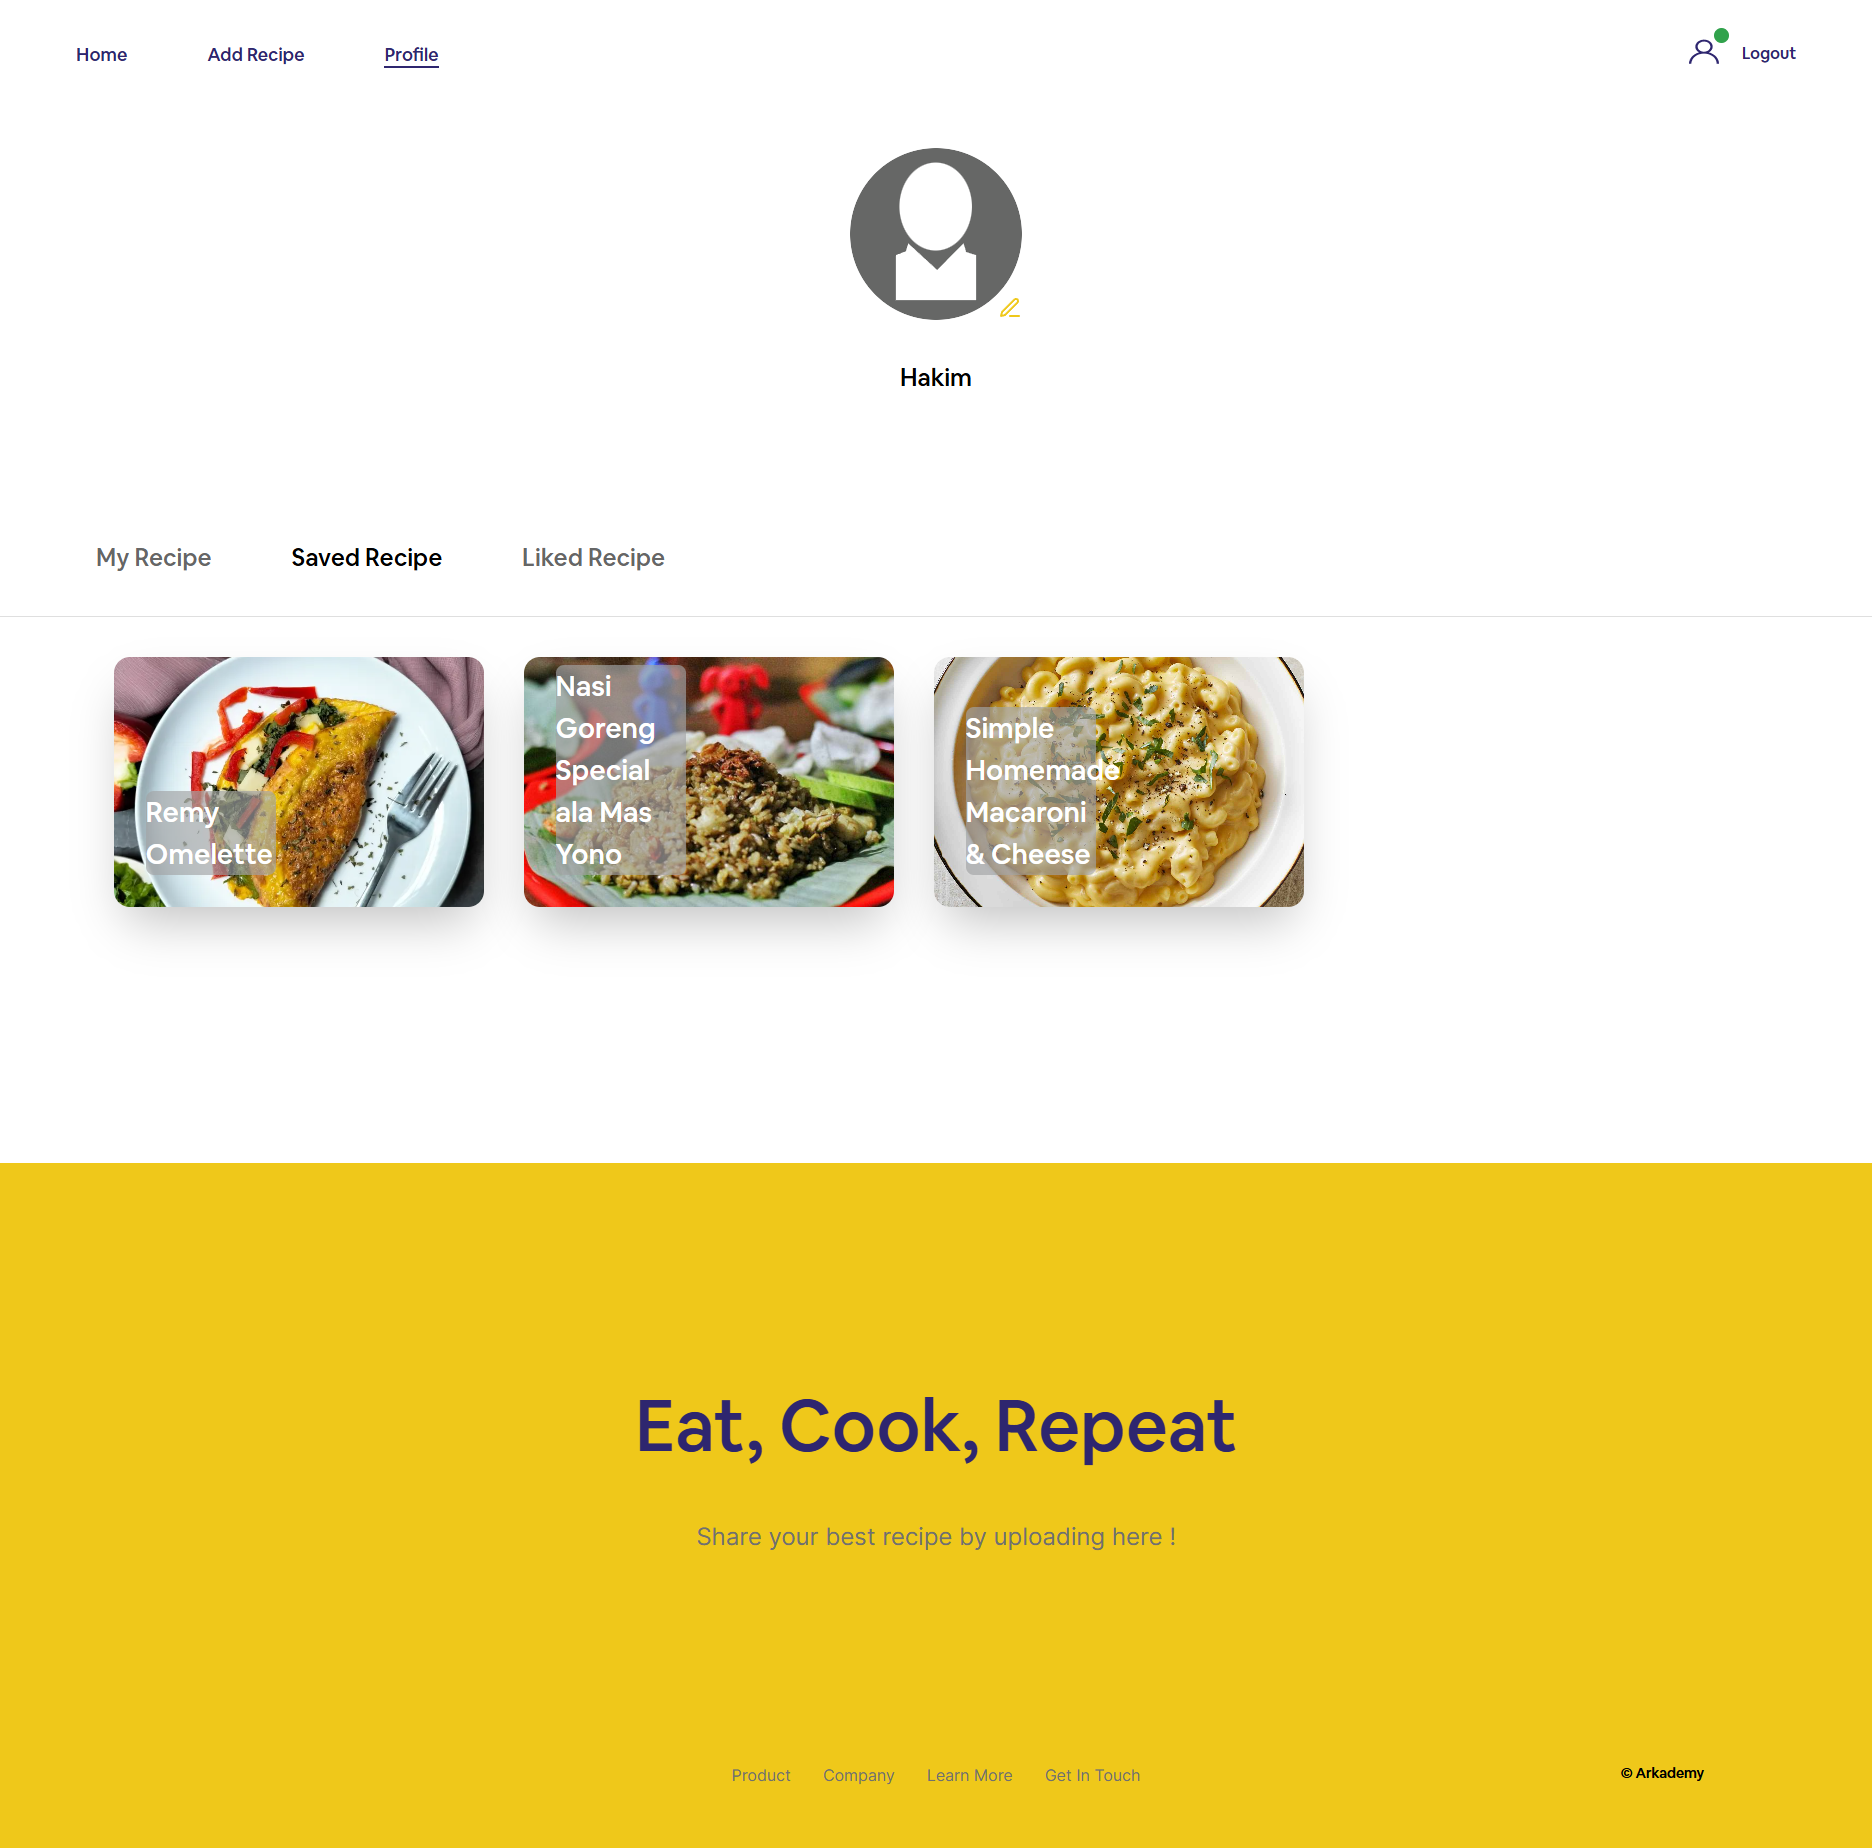 Home
Add Recipe
Profile
Logout
Hakim
My Recipe
Saved Recipe
Liked Recipe
Remy
Omelette
Nasi
Goreng
Special
ala Mas
Yono
Simple
Homemade
Macaroni
& Cheese
Eat, Cook, Repeat
Share your best recipe by uploading here !
Product
Company
Learn More
Get In Touch
© Arkademy